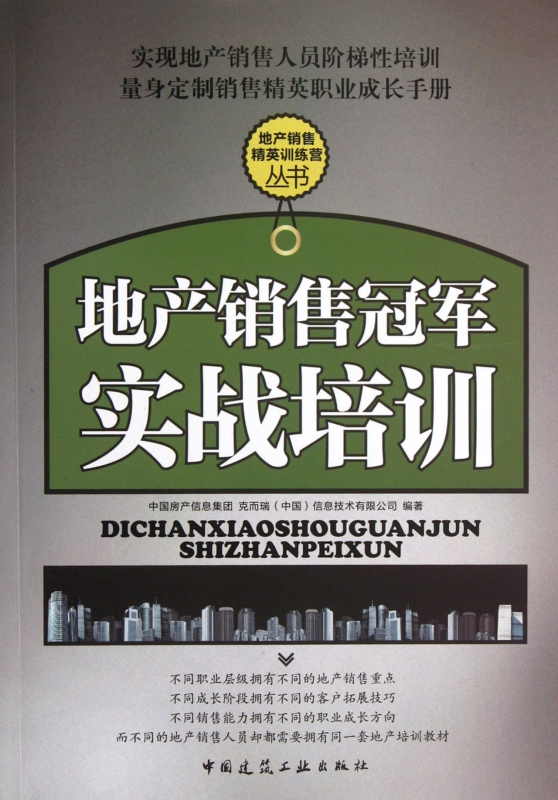 实现地产销售人员阶梯性培训
量身定制销售精英职业成长手册
地产销售
精英训练营
丛书
地产销售冠军
实战培训
中国房产信息集团 克而瑞（中国）信息技术有限公司 编著
DICHANXIAOSHOUGUANJUN
SHIZHANPEIXUN
不同职业层级拥有不同的地产销售重点
不同成长阶段拥有不同的客户拓展技巧
不同销售能力拥有不同的职业成长方向
而不同的地产销售人员却都需要拥有同一套地产培训教材
中国建筑工业出版社